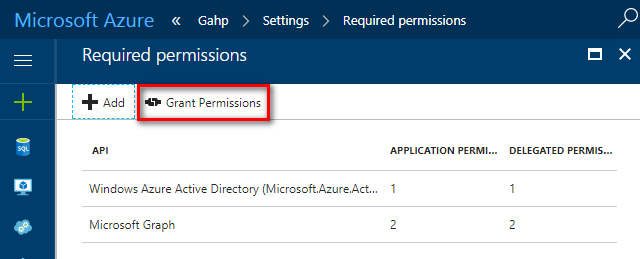 Microsoft Azure « Gahp > Settings > Required permissions
Required permissions
Add Grant Permissions
API APPLICATION PERMI... DELEGATED PERMIS...
Windows Azure Active Directory (Microsoft.Azure.Act... 1 1
Microsoft Graph 2 2
SQL